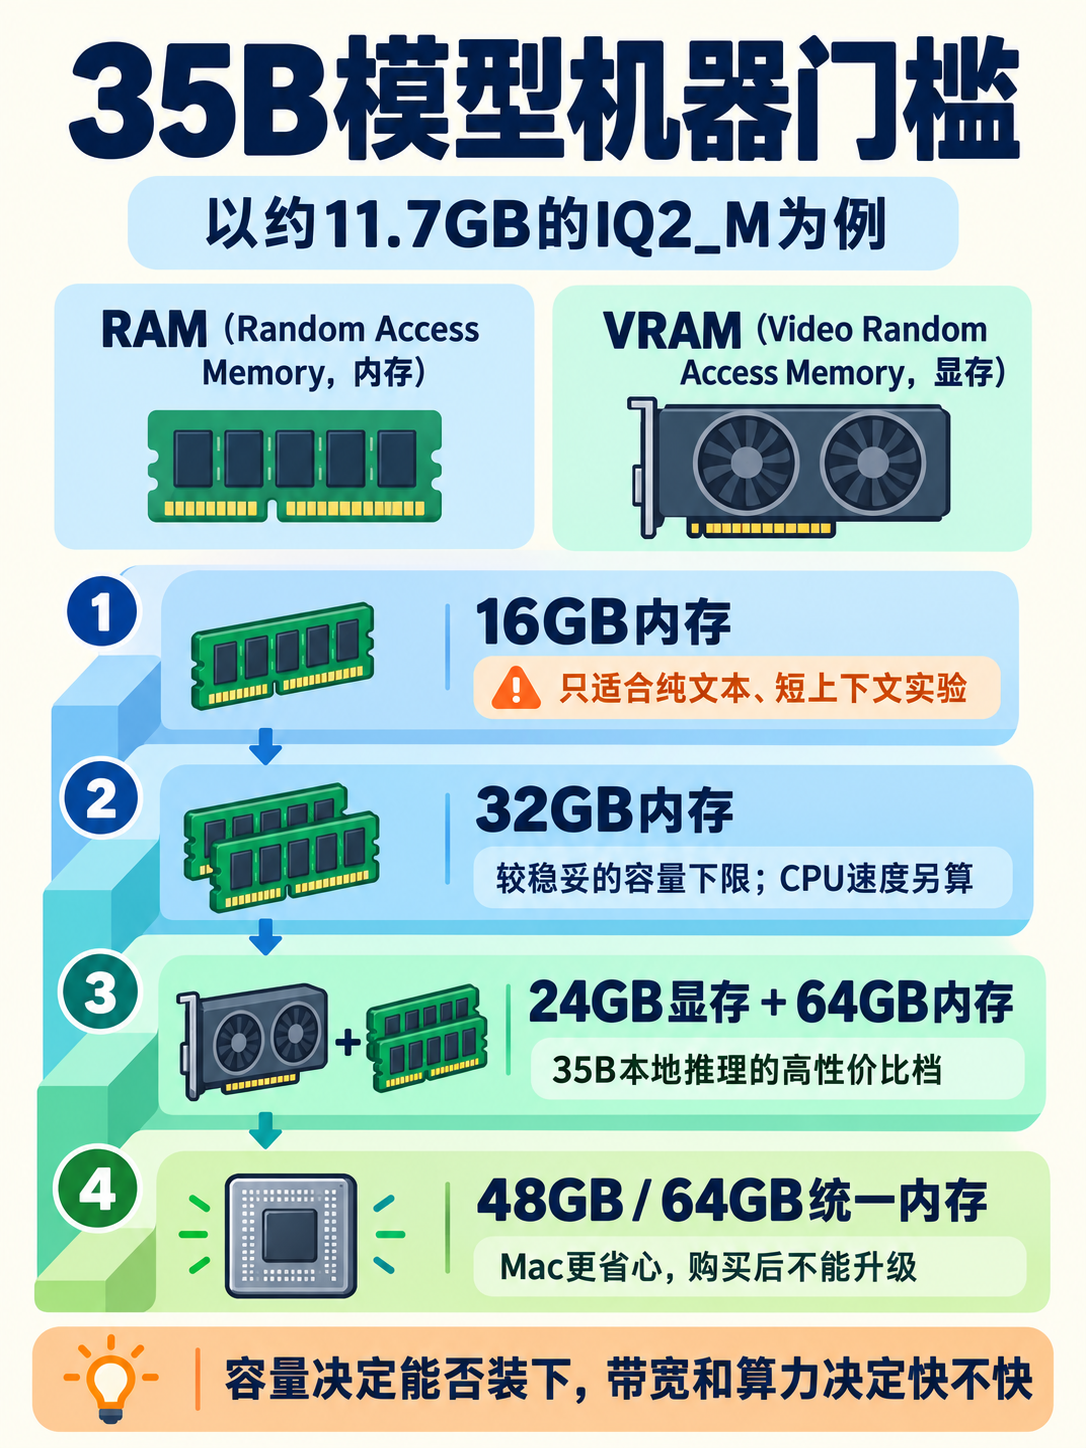 35B模型机器门槛
以约11.7GB的IQ2_M为例
RAM（Random Access
Memory，内存）
VRAM（Video Random
Access Memory，显存）
1
16GB内存
只适合纯文本、短上下文实验
2
32GB内存
较稳妥的容量下限；CPU速度另算
3
24GB显存 + 64GB内存
35B本地推理的高性价比档
4
48GB / 64GB统一内存
Mac更省心，购买后不能升级
容量决定能否装下，带宽和算力决定快不快